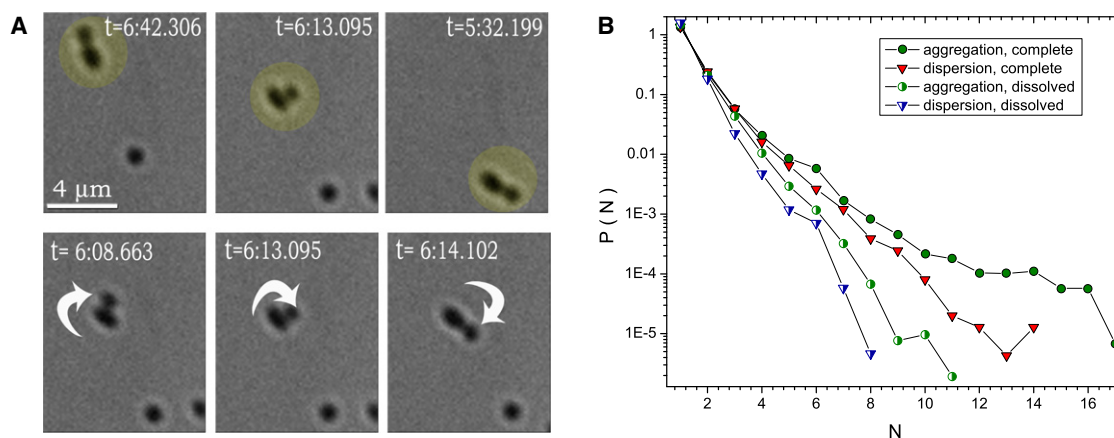 A
t=6:42.306
t=6:13.095
t=5:32.199
4 μm
t= 6:08.663
t=6:13.095
t= 6:14.102
B
aggregation, complete
dispersion, complete
aggregation, dissolved
dispersion, dissolved
P ( N )
1
0.1
0.01
1E-3
1E-4
1E-5
2
4
6
8
10
12
14
16
N